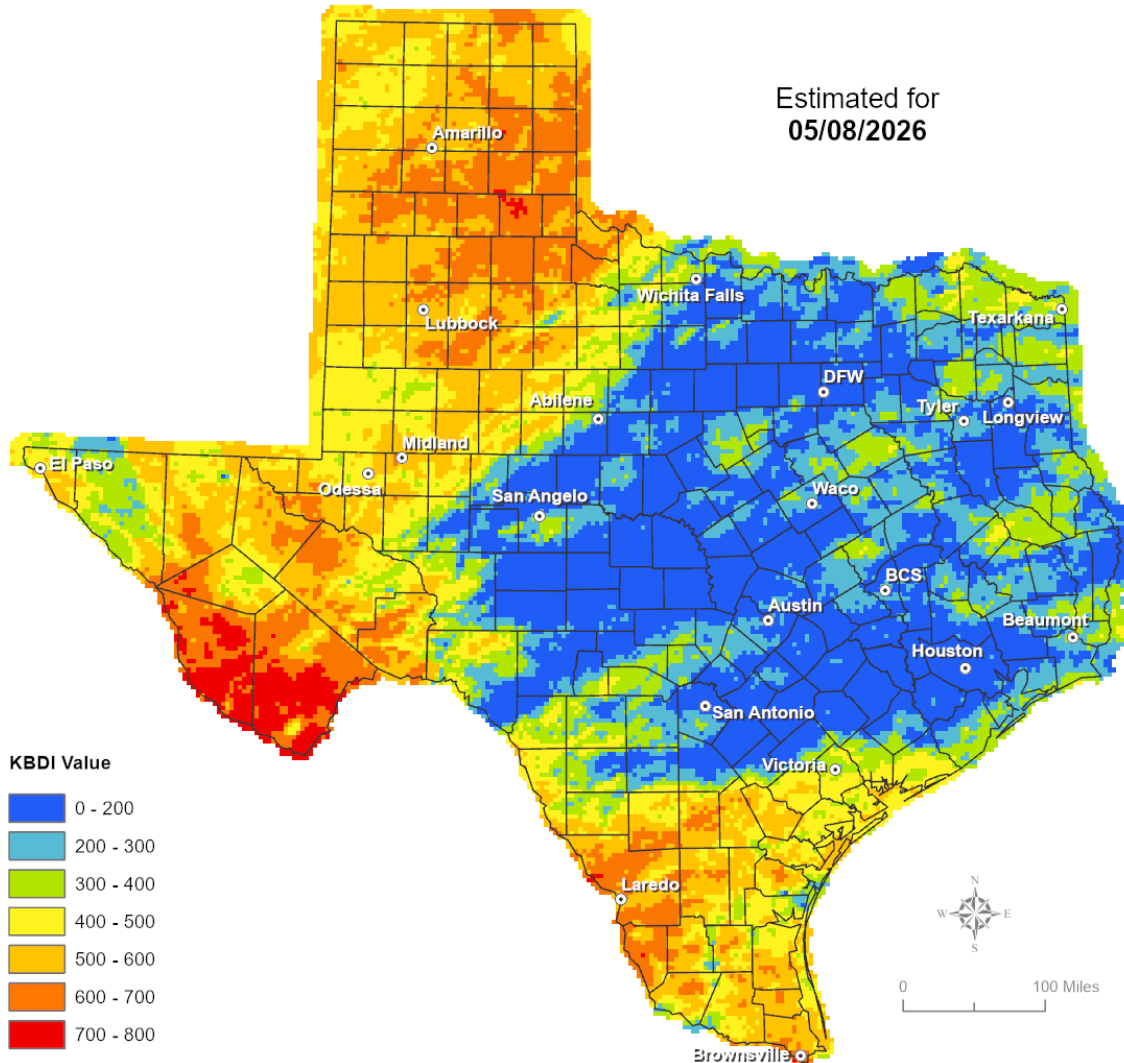 Estimated for
05/08/2026
Amarillo
Wichita Falls
Lubbock
Texarkana
DFW
Abilene
Tyler
Longview
Midland
El Paso
Odessa
San Angelo
Waco
BCS
Austin
Beaumont
Houston
San Antonio
Victoria
KBDI Value
0 - 200
200 - 300
300 - 400
400 - 500
500 - 600
600 - 700
700 - 800
Laredo
N
W
E
S
0
100 Miles
Brownsville